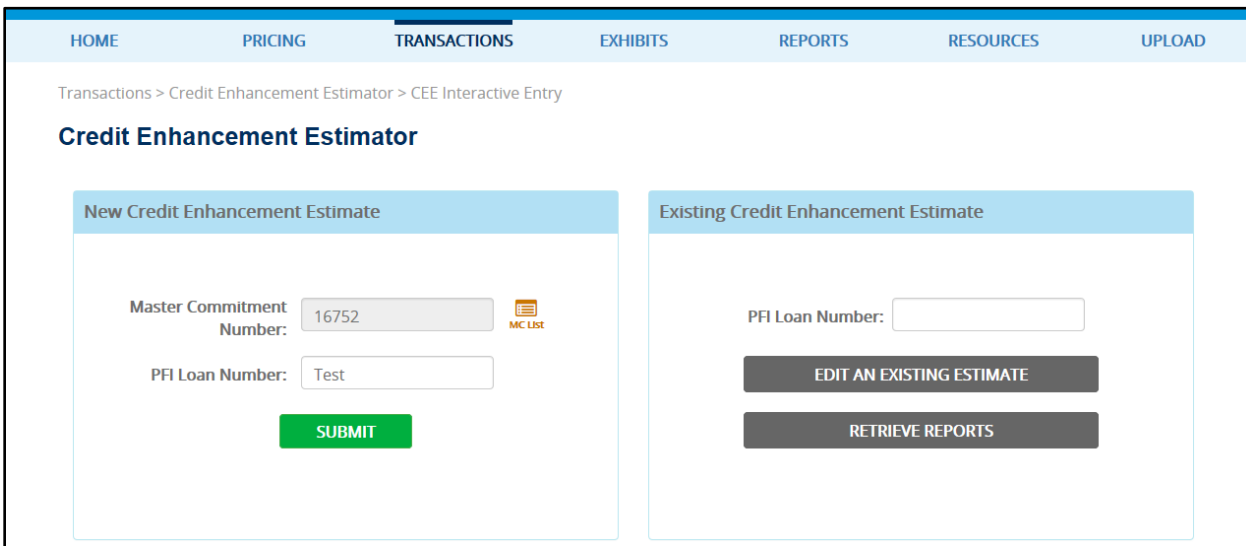 HOME PRICING TRANSACTIONS EXHIBITS REPORTS RESOURCES UPLOAD
Transactions > Credit Enhancement Estimator > CEE Interactive Entry
Credit Enhancement Estimator
New Credit Enhancement Estimate
Master Commitment
Number:
16752
MC List
PFI Loan Number: Test
SUBMIT
Existing Credit Enhancement Estimate
PFI Loan Number:
EDIT AN EXISTING ESTIMATE
RETRIEVE REPORTS